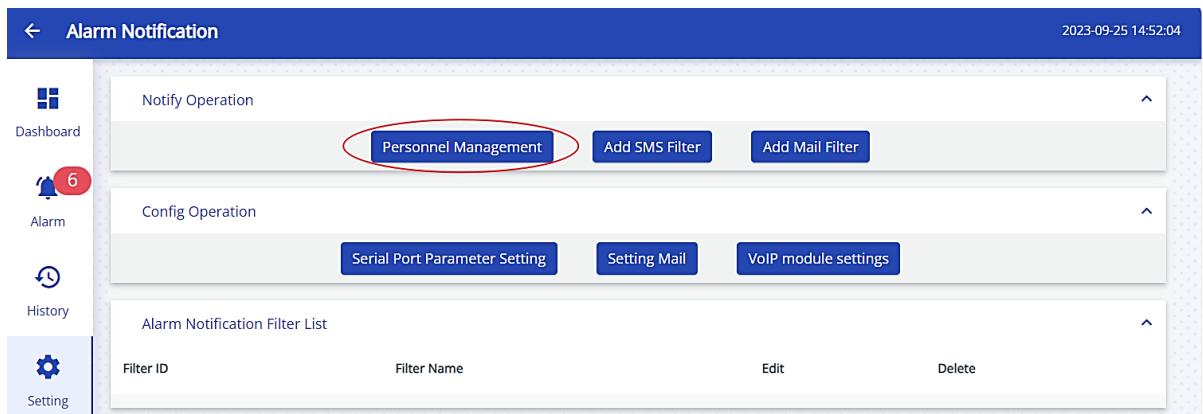 Alarm Notification 2023-09-25 14:52:04
Dashboard
6
Alarm
History
Setting
Notify Operation
Personnel Management Add SMS Filter Add Mail Filter
Config Operation
Serial Port Parameter Setting Setting Mail VoIP module settings
Alarm Notification Filter List
Filter ID Filter Name Edit Delete